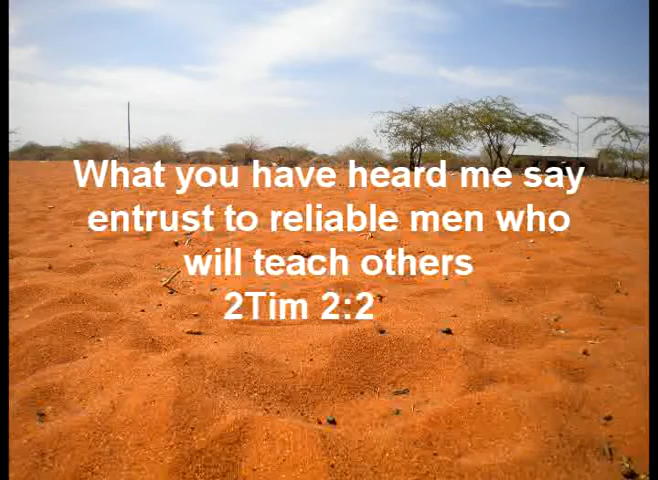 What you have heard me say
entrust to reliable men who
will teach others
2Tim 2:2